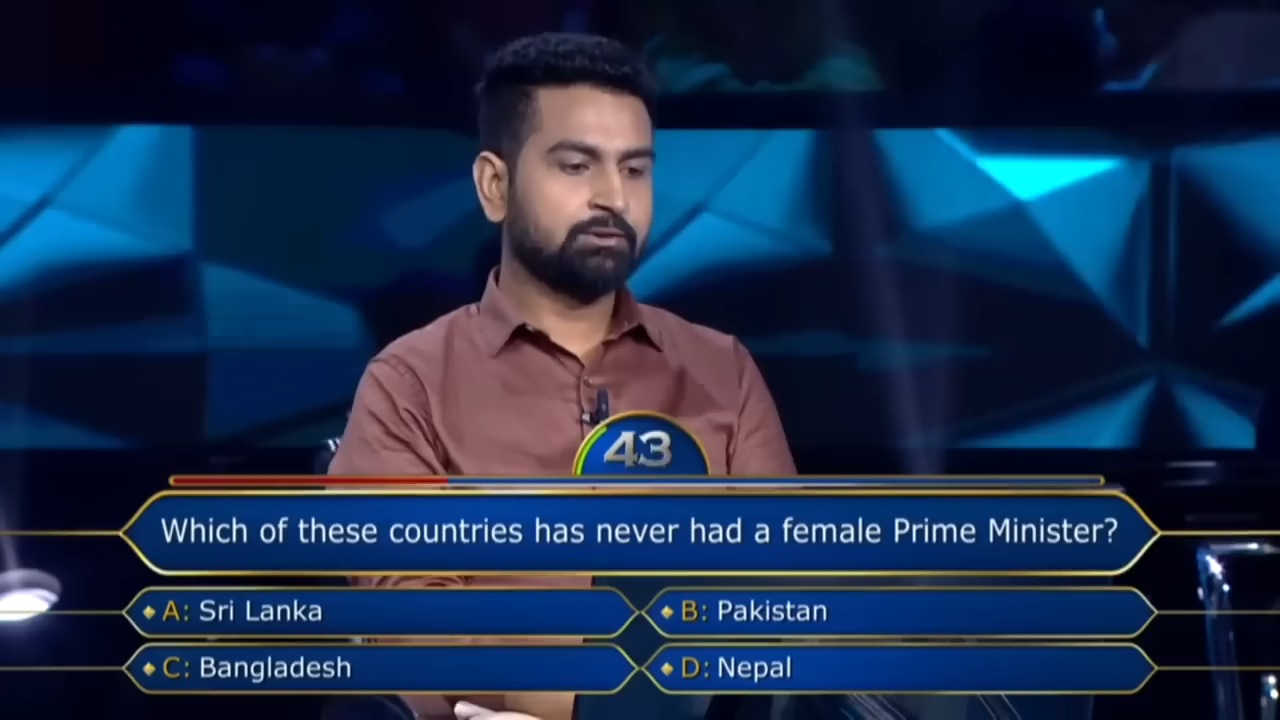 43
Which of these countries has never had a female Prime Minister?
A: Sri Lanka
B: Pakistan
C: Bangladesh
D: Nepal